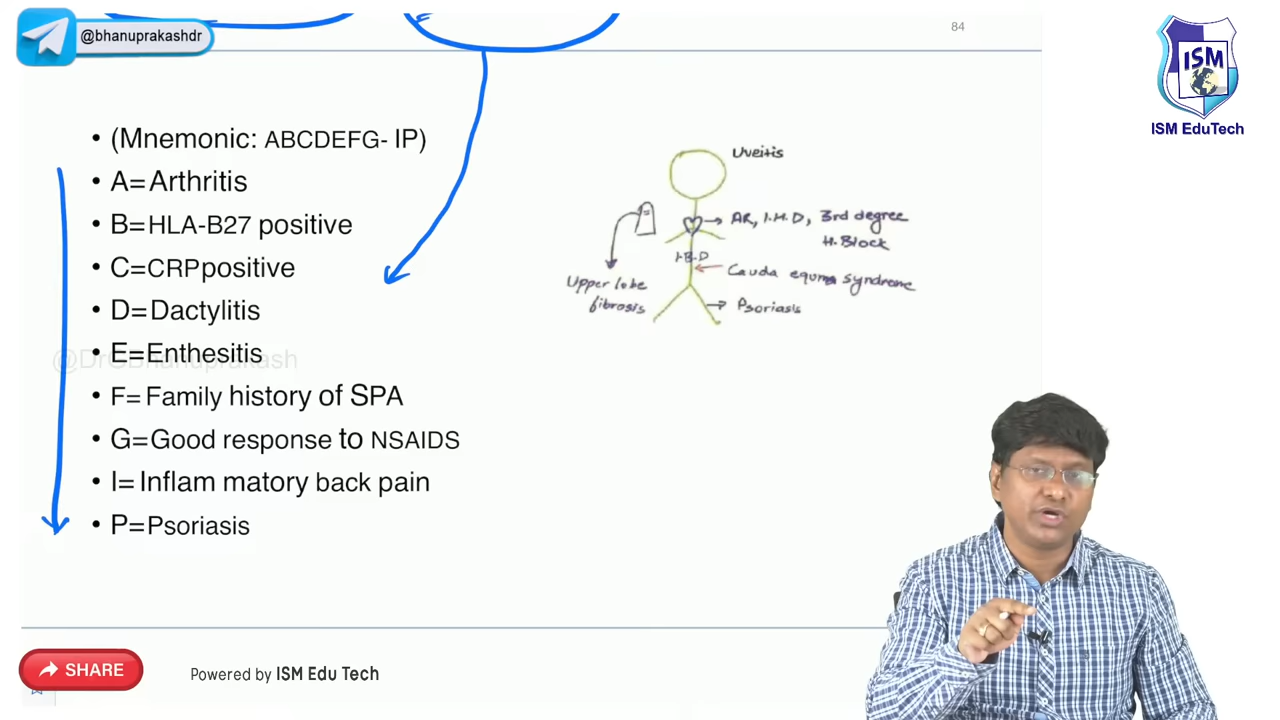 @bhanuprakashdr
84
ISM
ISM EduTech
• (Mnemonic: ABCDEFG- IP)
• A=Arthritis
• B=HLA-B27 positive
• C=CRPpositive
• D=Dactylitis
• E=Enthesitis
@DrGBhanuprakash
• F=Family history of SPA
• G=Good response to NSAIDS
• I= Inflam matory back pain
• P=Psoriasis
Uveitis
AR, I.H.D, 3rd degree
H. Block
I.B.D
Cauda equina syndrome
Upper lobe
fibrosis
Psoriasis
SHARE
Powered by ISM Edu Tech